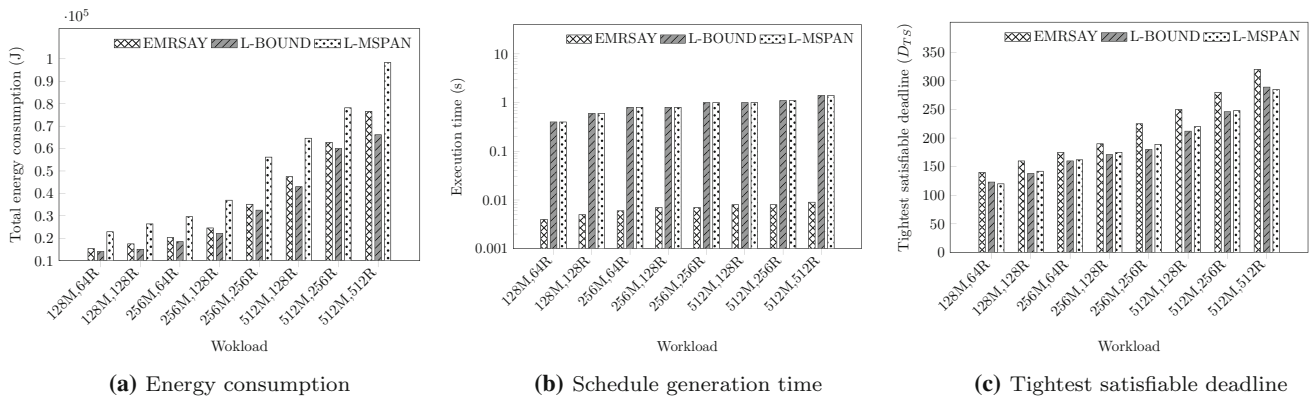 ·10⁵
EMRSAY L-BOUND L-MSPAN
Total energy consumption (J)
1
0.9
0.8
0.7
0.6
0.5
0.4
0.3
0.2
0.1
128M,64R
128M,128R
256M,64R
256M,128R
256M,256R
512M,128R
512M,256R
512M,512R
Wokload
(a) Energy consumption
EMRSAY L-BOUND L-MSPAN
Execution time (s)
10
1
0.1
0.01
0.001
128M,64R
128M,128R
256M,64R
256M,128R
256M,256R
512M,128R
512M,256R
512M,512R
Workload
(b) Schedule generation time
EMRSAY L-BOUND L-MSPAN
Tightest satisfiable deadline (D_TS)
350
300
250
200
150
100
50
0
128M,64R
128M,128R
256M,64R
256M,128R
256M,256R
512M,128R
512M,256R
512M,512R
Workload
(c) Tightest satisfiable deadline